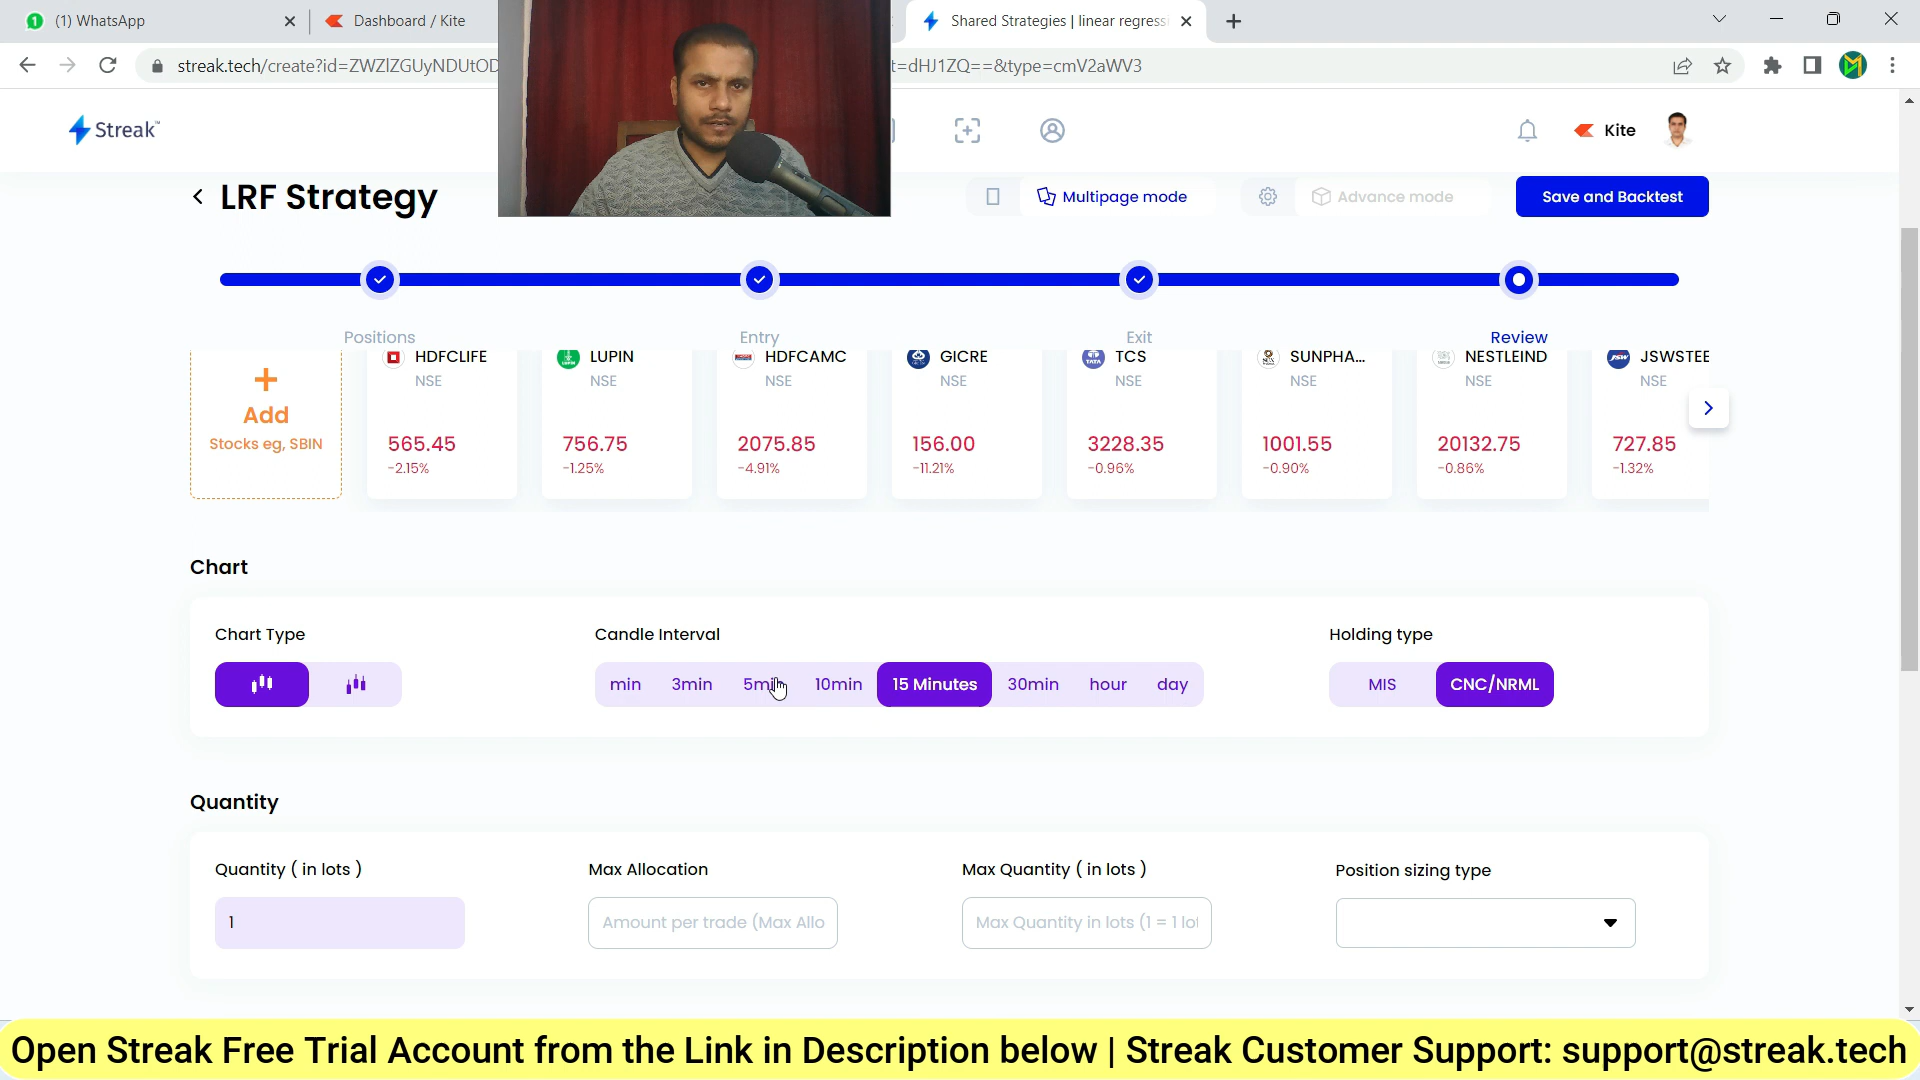 (1) WhatsApp
Dashboard / Kite
Shared Strategies | linear regressi
streak.tech/create?id=ZWZlZGUyNDUtOD
t=dHJ1ZQ==&type=cmV2aWV3
Streak™
Kite
LRF Strategy
Multipage mode
Advance mode
Save and Backtest
Positions
Entry
Exit
Review
+
Add
Stocks eg, SBIN
HDFCLIFE
NSE
565.45
-2.15%
LUPIN
NSE
756.75
-1.25%
HDFCAMC
NSE
2075.85
-4.91%
GICRE
NSE
156.00
-11.21%
TCS
NSE
3228.35
-0.96%
SUNPHA...
NSE
1001.55
-0.90%
NESTLEIND
NSE
20132.75
-0.86%
JSWSTEE
NSE
727.85
-1.32%
Chart
Chart Type
Candle Interval
Holding type
min 3min 5min 10min 15 Minutes 30min hour day
MIS CNC/NRML
Quantity
Quantity ( in lots )
Max Allocation
Max Quantity ( in lots )
Position sizing type
1
Amount per trade (Max Allo
Max Quantity in lots (1 = 1 lot
Open Streak Free Trial Account from the Link in Description below | Streak Customer Support: support@streak.tech